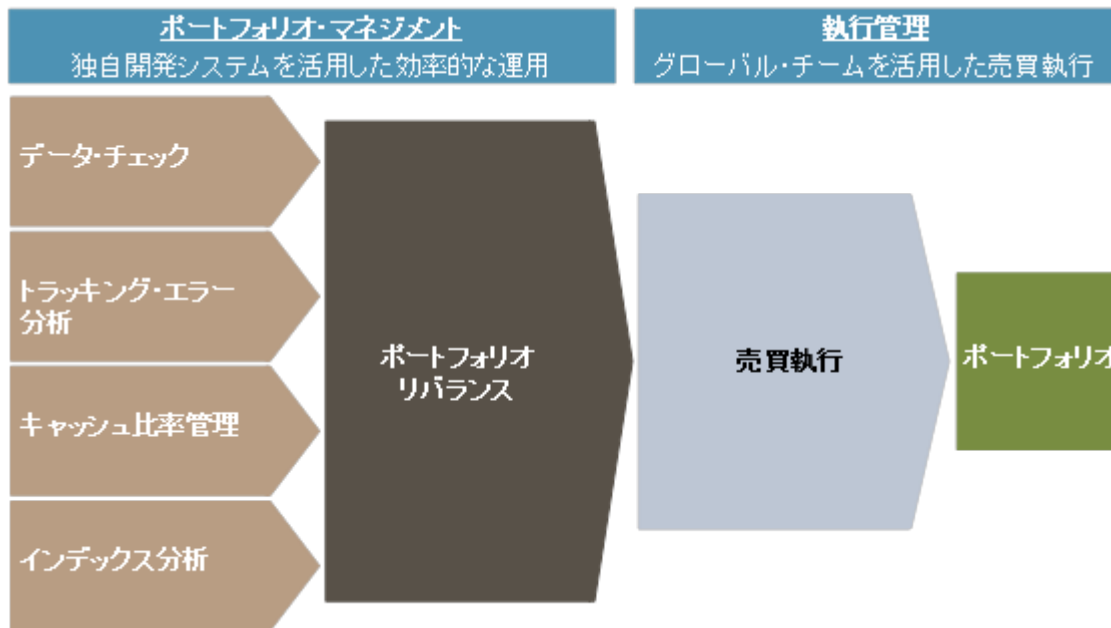 ポートフォリオ・マネジメント
独自開発システムを活用した効率的な運用
執行管理
グローバル・チームを活用した売買執行
データ・チェック
トラッキング・エラー
分析
キャッシュ比率管理
インデックス分析
ポートフォリオ
リバランス
売買執行
ポートフォリオ